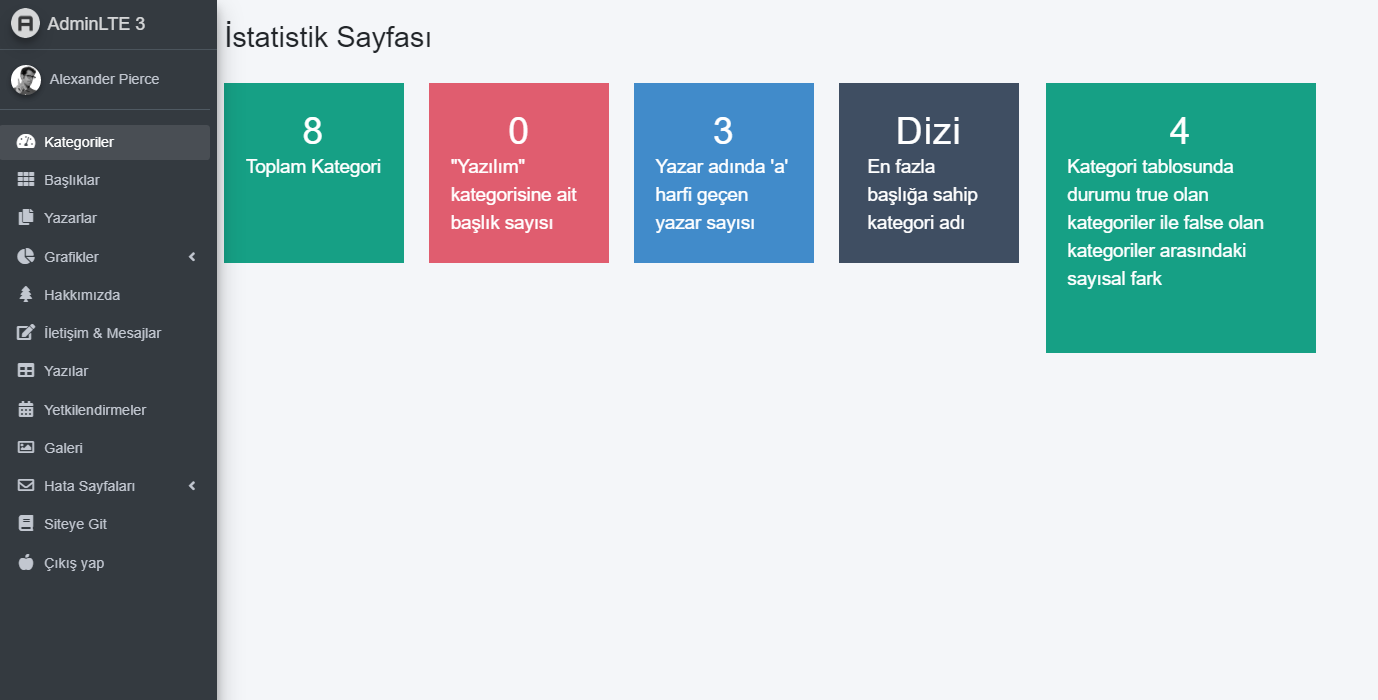 AdminLTE 3
Alexander Pierce
Kategoriler
Başlıklar
Yazarlar
Grafikler
Hakkımızda
İletişim & Mesajlar
Yazılar
Yetkilendirmeler
Galeri
Hata Sayfaları
Siteye Git
Çıkış yap
İstatistik Sayfası
8
Toplam Kategori
0
"Yazılım"
kategorisine ait
başlık sayısı
3
Yazar adında 'a'
harfi geçen
yazar sayısı
Dizi
En fazla
başlığa sahip
kategori adı
4
Kategori tablosunda
durumu true olan
kategoriler ile false olan
kategoriler arasındaki
sayısal fark